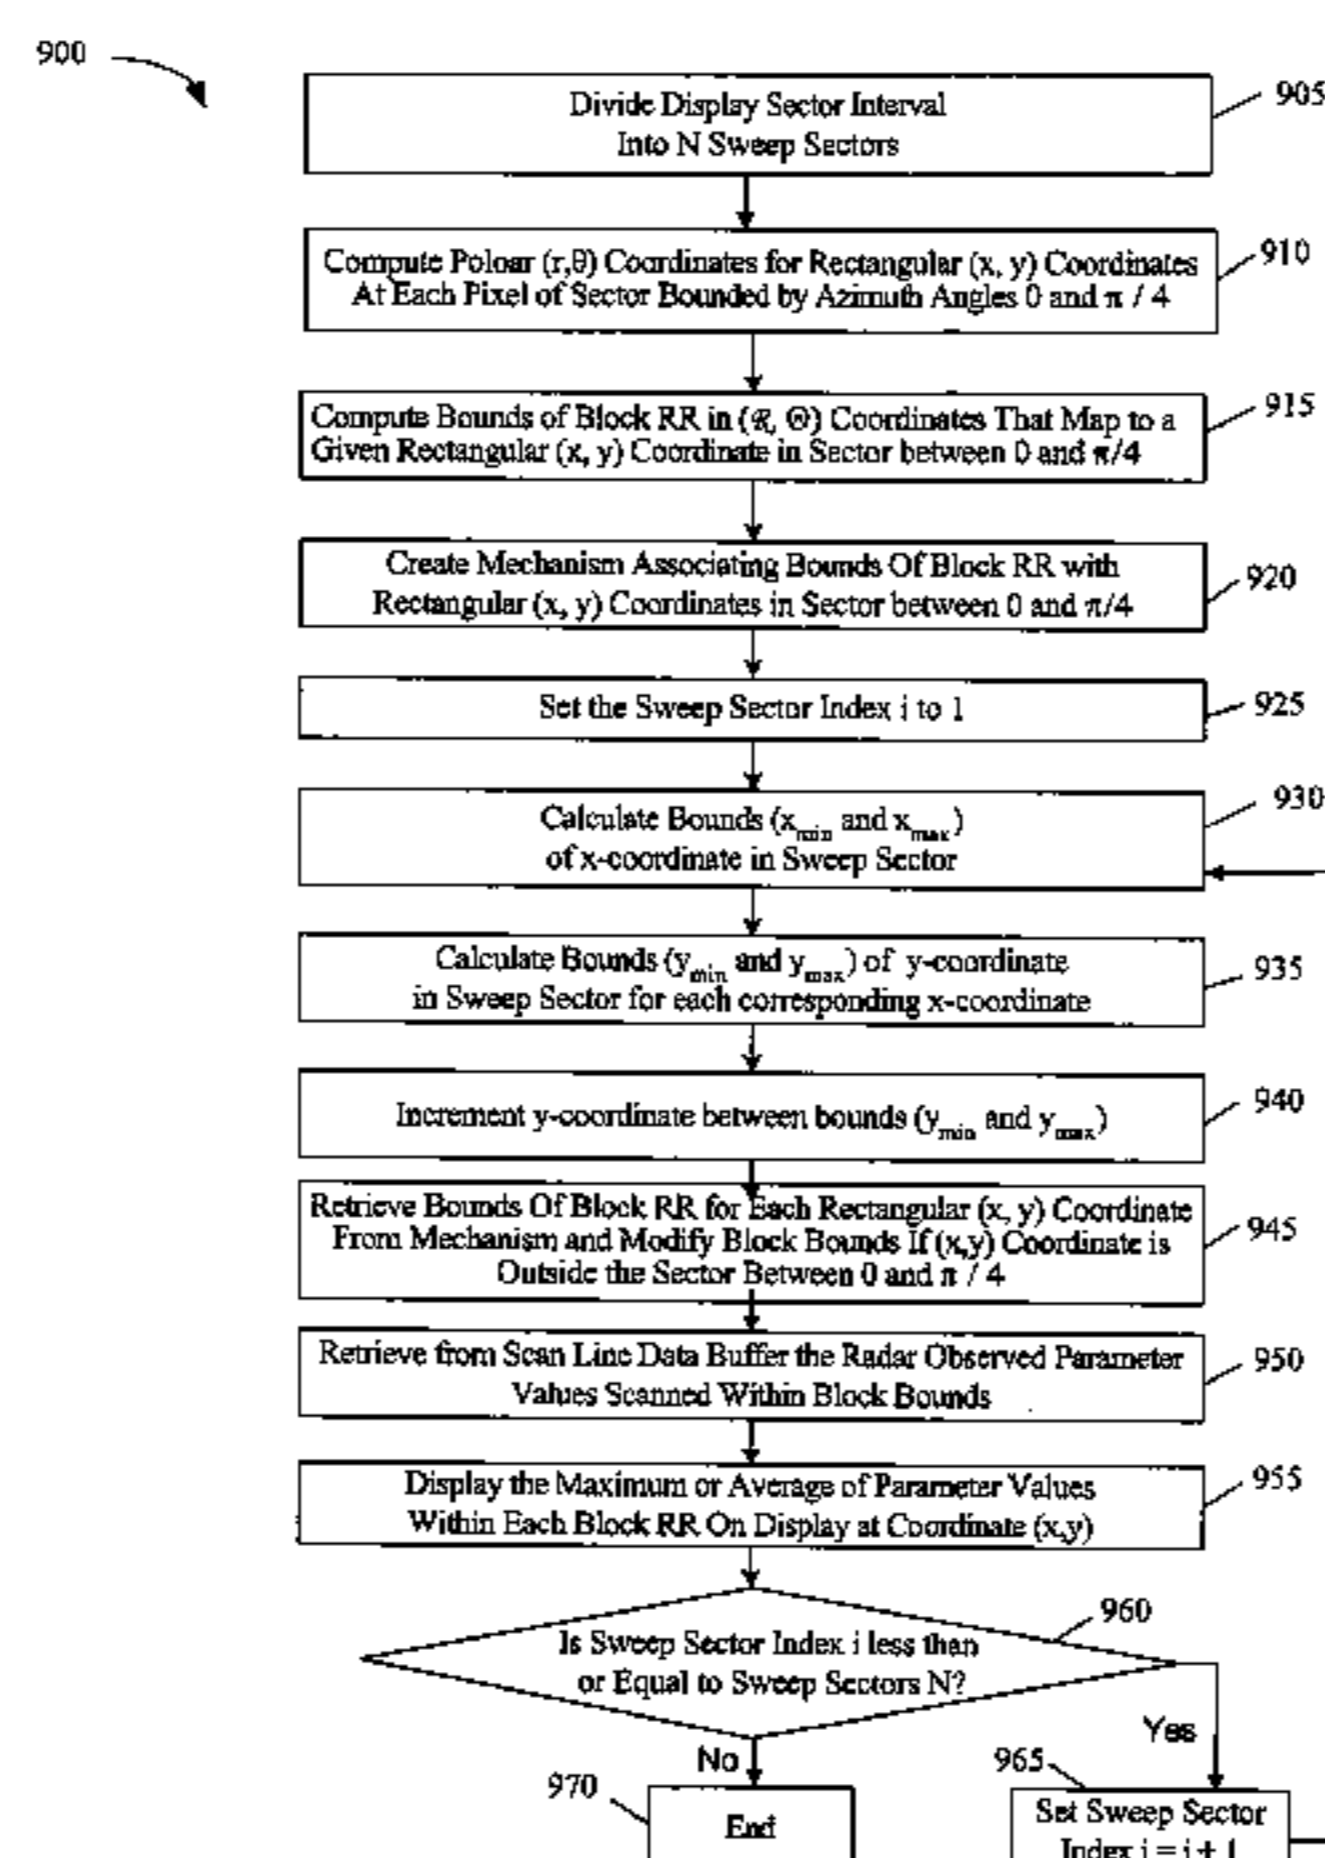 900
Divide Display Sector Interval
Into N Sweep Sectors
905
Compute Poloar (r,θ) Coordinates for Rectangular (x, y) Coordinates
At Each Pixel of Sector Bounded by Azimuth Angles 0 and π / 4
910
Compute Bounds of Block RR in (ℛ, Θ) Coordinates That Map to a
Given Rectangular (x, y) Coordinate in Sector between 0 and π/4
915
Create Mechanism Associating Bounds Of Block RR with
Rectangular (x, y) Coordinates in Sector between 0 and π/4
920
Set the Sweep Sector Index i to 1
925
Calculate Bounds (x_min and x_max)
of x-coordinate in Sweep Sector
930
Calculate Bounds (y_min and y_max) of y-coordinate
in Sweep Sector for each corresponding x-coordinate
935
Increment y-coordinate between bounds (y_min and y_max)
940
Retrieve Bounds Of Block RR for Each Rectangular (x, y) Coordinate
From Mechanism and Modify Block Bounds If (x,y) Coordinate is
Outside the Sector Between 0 and π / 4
945
Retrieve from Scan Line Data Buffer the Radar Observed Parameter
Values Scanned Within Block Bounds
950
Display the Maximum or Average of Parameter Values
Within Each Block RR On Display at Coordinate (x,y)
955
Is Sweep Sector Index i less than
or Equal to Sweep Sectors N?
960
Yes
No
970
End
965
Set Sweep Sector
Index i = i + 1